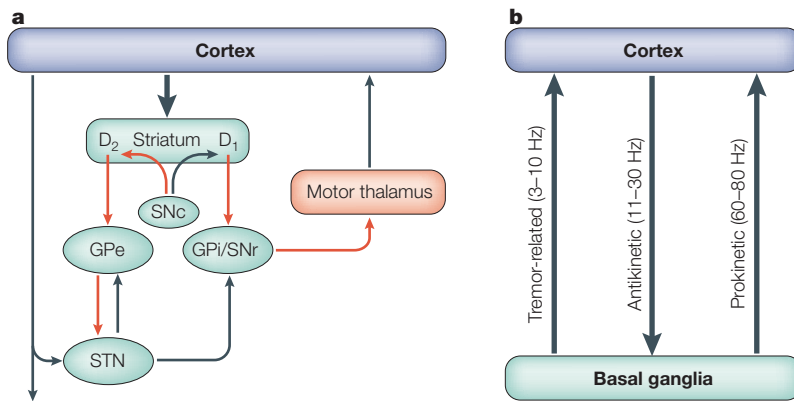 a
Cortex
D2 Striatum D1
SNc
Motor thalamus
GPe
GPi/SNr
STN
b
Cortex
Tremor-related (3–10 Hz)
Antikinetic (11–30 Hz)
Prokinetic (60–80 Hz)
Basal ganglia